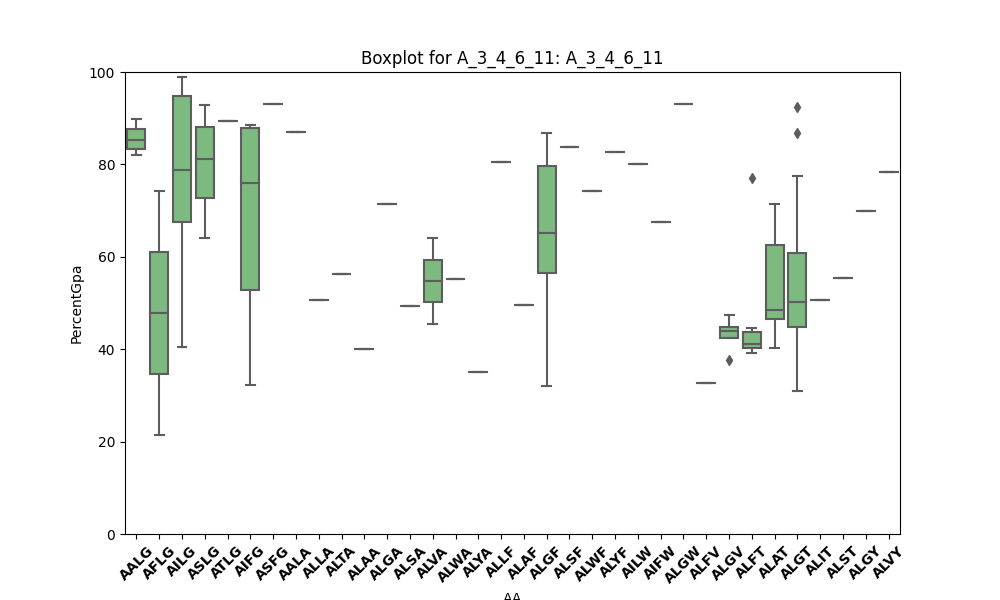 Boxplot for A_3_4_6_11: A_3_4_6_11
100
80
60
40
20
0
PercentGpa
AALG AFLG AILG ASLG ATLG AIFG ASFG AALA ALLA ALTA ALAA ALGA ALSA ALVA ALWA ALYA ALLF ALAF ALGF ALSF ALWF ALYF AILW AIFW ALGW ALFV ALGV ALFT ALAT ALGT ALIT ALST ALGY ALVY
AA